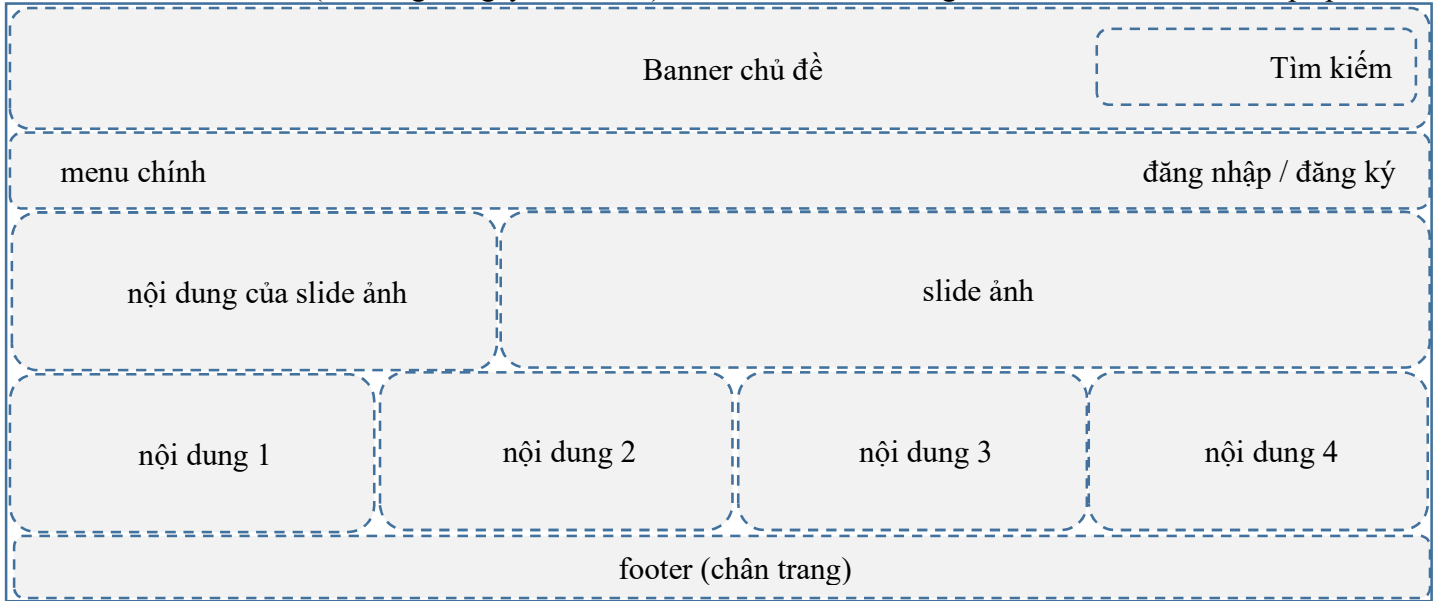 Banner chủ đề
Tìm kiếm
menu chính
đăng nhập / đăng ký
nội dung của slide ảnh
slide ảnh
nội dung 1
nội dung 2
nội dung 3
nội dung 4
footer (chân trang)